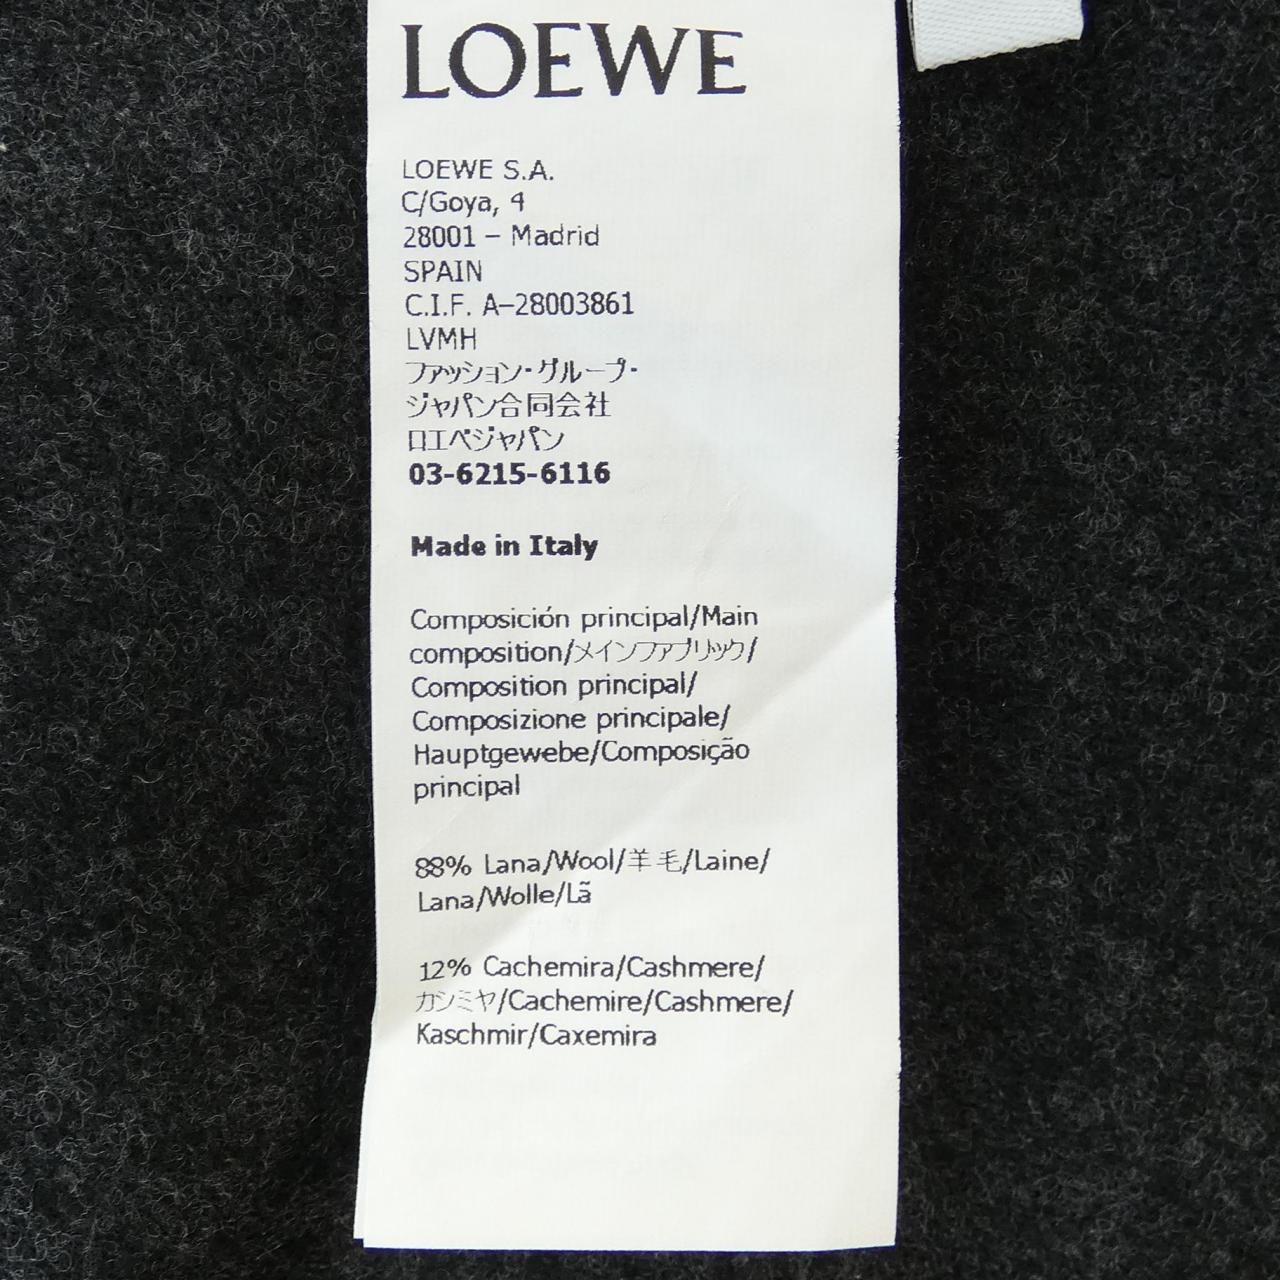 LOEWE
LOEWE S.A.
C/Goya, 4
28001 – Madrid
SPAIN
C.I.F. A–28003861
LVMH
ファッション・グループ・
ジャパン合同会社
ロエベジャパン
03-6215-6116
Made in Italy
Composición principal/Main
composition/メインファブリック/
Composition principal/
Composizione principale/
Hauptgewebe/Composição
principal
88% Lana/Wool/羊毛/Laine/
Lana/Wolle/Lã
12% Cachemira/Cashmere/
カシミヤ/Cachemire/Cashmere/
Kaschmir/Caxemira